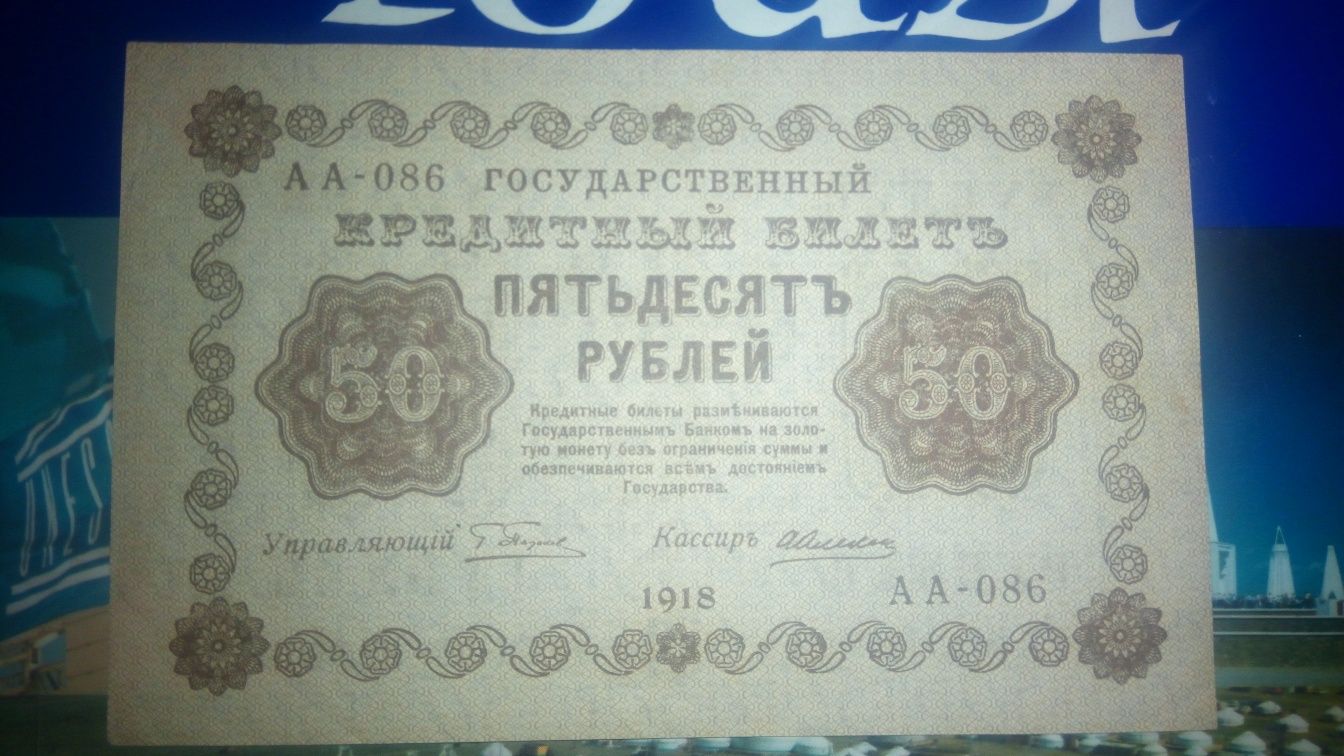 АА-086 ГОСУДАРСТВЕННЫЙ
КРЕДИТНЫЙ БИЛЕТЪ
ПЯТЬДЕСЯТЪ
РУБЛЕЙ
50 50
Кредитные билеты размѣниваются
Государственнымъ Банкомъ на золо-
тую монету безъ ограниченія суммы и
обезпечиваются всѣмъ достояніемъ
Государства.
Управляющій Кассиръ
1918 АА-086